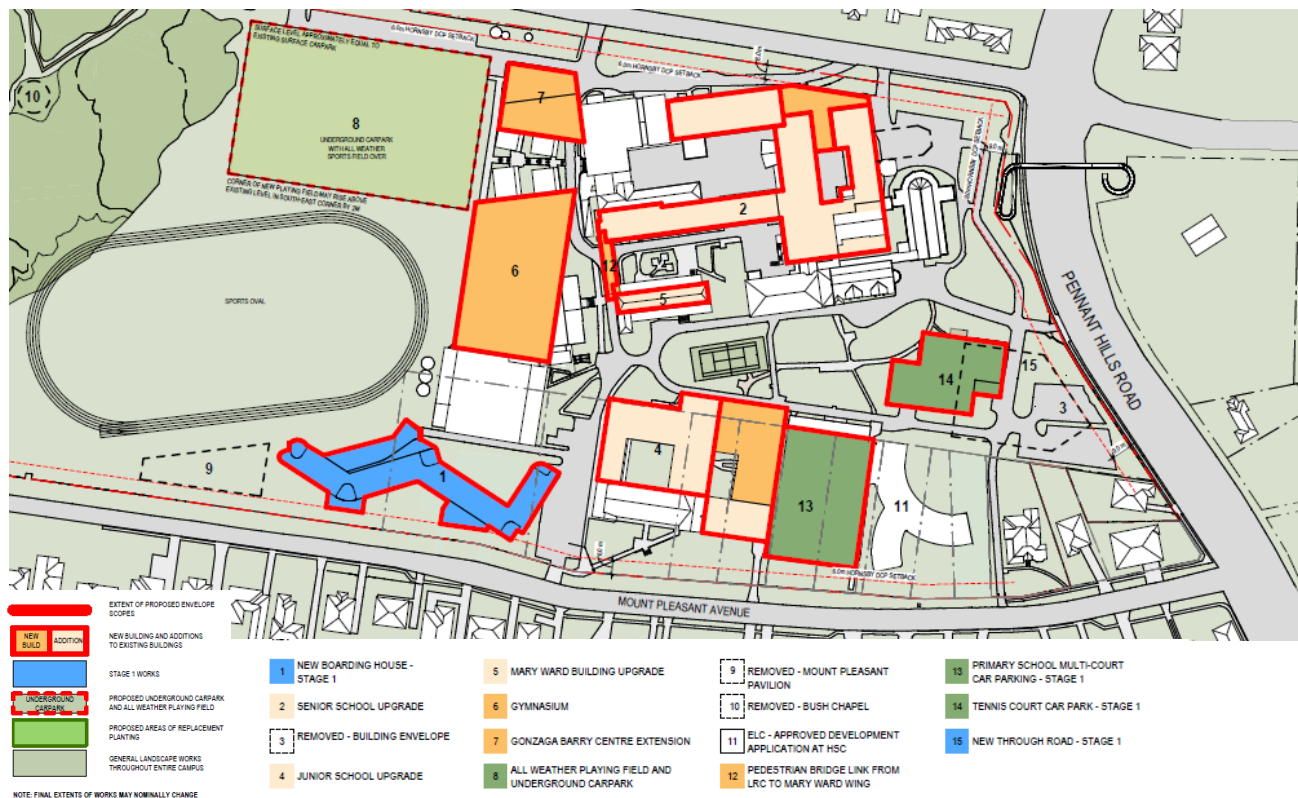 SURFACE LEVEL APPROXIMATELY EQUAL TO
EXISTING SURFACE CARPARK
6.0m HORNSBY DCP SETBACK
6.0m HORNSBY DCP SETBACK
10
8
UNDERGROUND CARPARK
WITH ALL WEATHER
SPORTS FIELD OVER
7
CORNER OF NEW PLAYING FIELD MAY RISE ABOVE
EXISTING LEVEL IN SOUTH-EAST CORNER BY 2M
2
6
12
5
SPORTS OVAL
PENNANT HILLS ROAD
14
15
3
9
1
4
13
11
6.0m HORNSBY DCP SETBACK
MOUNT PLEASANT AVENUE
EXTENT OF PROPOSED ENVELOPE
SCOPES
NEW
BUILD
ADDITION
NEW BUILDING AND ADDITIONS
TO EXISTING BUILDINGS
STAGE 1 WORKS
UNDERGROUND
CARPARK
PROPOSED UNDERGROUND CARPARK
AND ALL WEATHER PLAYING FIELD
PROPOSED AREAS OF REPLACEMENT
PLANTING
GENERAL LANDSCAPE WORKS
THROUGHOUT ENTIRE CAMPUS
NOTE: FINAL EXTENTS OF WORKS MAY NOMINALLY CHANGE
1 NEW BOARDING HOUSE -
STAGE 1
2 SENIOR SCHOOL UPGRADE
3 REMOVED - BUILDING ENVELOPE
4 JUNIOR SCHOOL UPGRADE
5 MARY WARD BUILDING UPGRADE
6 GYMNASIUM
7 GONZAGA BARRY CENTRE EXTENSION
8 ALL WEATHER PLAYING FIELD AND
UNDERGROUND CARPARK
9 REMOVED - MOUNT PLEASANT
PAVILION
10 REMOVED - BUSH CHAPEL
11 ELC - APPROVED DEVELOPMENT
APPLICATION AT HSC
12 PEDESTRIAN BRIDGE LINK FROM
LRC TO MARY WARD WING
13 PRIMARY SCHOOL MULTI-COURT
CAR PARKING - STAGE 1
14 TENNIS COURT CAR PARK - STAGE 1
15 NEW THROUGH ROAD - STAGE 1